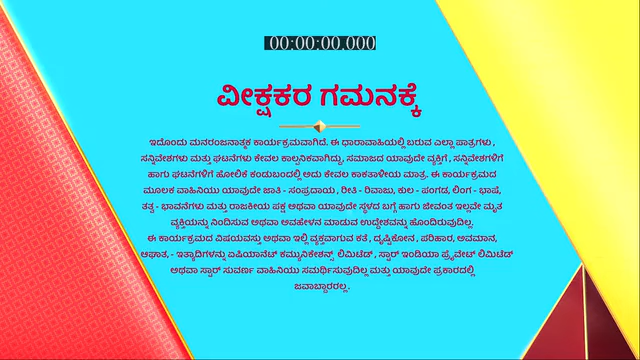 00:00:00.000
ವೀಕ್ಷಕರ ಗಮನಕ್ಕೆ
ಇದೊಂದು ಮನರಂಜನಾತ್ಮಕ ಕಾರ್ಯಕ್ರಮವಾಗಿದೆ. ಈ ಧಾರಾವಾಹಿಯಲ್ಲಿ ಬರುವ ಎಲ್ಲಾ ಪಾತ್ರಗಳು ,
ಸನ್ನಿವೇಶಗಳು ಮತ್ತು ಘಟನೆಗಳು ಕೇವಲ ಕಾಲ್ಪನಿಕವಾಗಿದ್ದು, ಸಮಾಜದ ಯಾವುದೇ ವ್ಯಕ್ತಿಗೆ , ಸನ್ನಿವೇಶಗಳಿಗೆ
ಹಾಗು ಘಟನೆಗಳಿಗೆ ಹೋಲಿಕೆ ಕಂಡುಬಂದಲ್ಲಿ ಅದು ಕೇವಲ ಕಾಕತಾಳೀಯ ಮಾತ್ರ. ಈ ಕಾರ್ಯಕ್ರಮದ
ಮೂಲಕ ವಾಹಿನಿಯು ಯಾವುದೇ ಜಾತಿ - ಸಂಪ್ರದಾಯ , ರೀತಿ - ರಿವಾಜು, ಕುಲ - ಪಂಗಡ, ಲಿಂಗ - ಭಾಷೆ,
ತತ್ವ - ಭಾವನೆಗಳು ಮತ್ತು ರಾಜಕೀಯ ಪಕ್ಷ ಅಥವಾ ಯಾವುದೇ ಸ್ಥಳದ ಬಗ್ಗೆ ಹಾಗು ಜೀವಂತ ಇಲ್ಲವೇ ಮೃತ
ವ್ಯಕ್ತಿಯನ್ನು ನಿಂದಿಸುವ ಅಥವಾ ಅವಹೇಳನ ಮಾಡುವ ಉದ್ದೇಶವನ್ನು ಹೊಂದಿರುವುದಿಲ್ಲ.
ಈ ಕಾರ್ಯಕ್ರಮದ ವಿಷಯವಸ್ತು ಅಥವಾ ಇಲ್ಲಿ ವ್ಯಕ್ತವಾಗುವ ಕತೆ , ದೃಷ್ಟಿಕೋನ , ಪರಿಹಾರ, ಅವಮಾನ,
ಆಘಾತ, - ಇತ್ಯಾದಿಗಳನ್ನು ಏಷಿಯಾನೆಟ್ ಕಮ್ಯುನಿಕೇಶನ್ಸ್ ಲಿಮಿಟೆಡ್ , ಸ್ಟಾರ್ ಇಂಡಿಯಾ ಪ್ರೈವೇಟ್ ಲಿಮಿಟೆಡ್
ಅಥವಾ ಸ್ಟಾರ್ ಸುವರ್ಣ ವಾಹಿನಿಯು ಸಮರ್ಥಿಸುವುದಿಲ್ಲ ಮತ್ತು ಯಾವುದೇ ಪ್ರಕಾರದಲ್ಲಿ
ಜವಾಬ್ದಾರರಲ್ಲ.